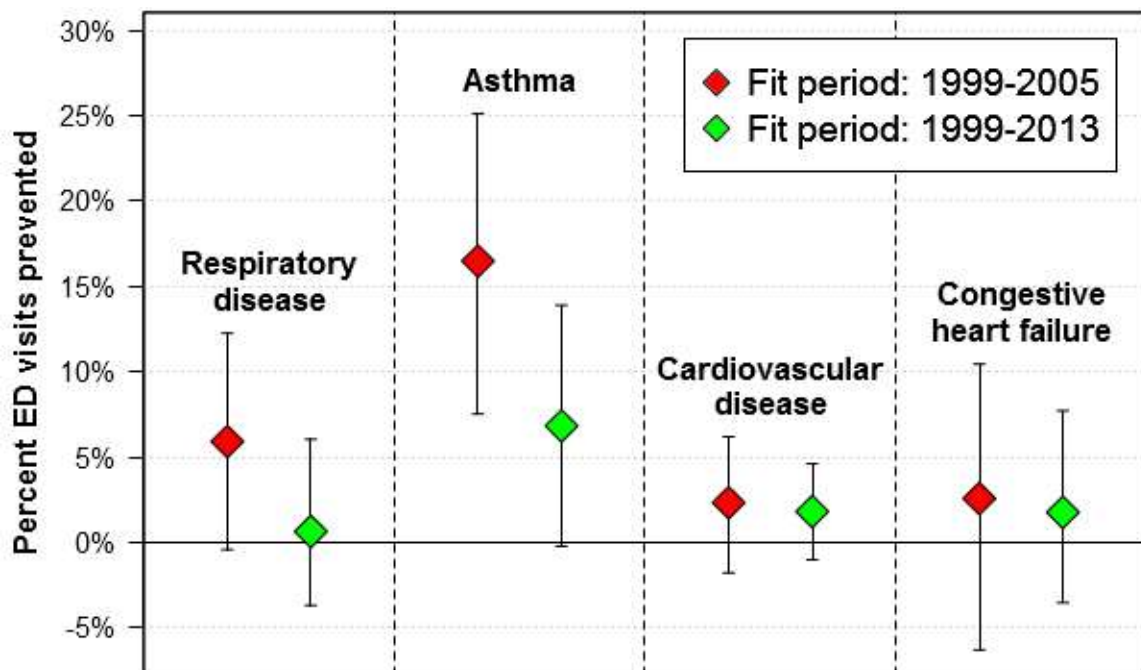 30%
25%
20%
15%
10%
5%
0%
-5%
Percent ED visits prevented
Respiratory
disease
Asthma
Cardiovascular
disease
Congestive
heart failure
Fit period: 1999-2005
Fit period: 1999-2013